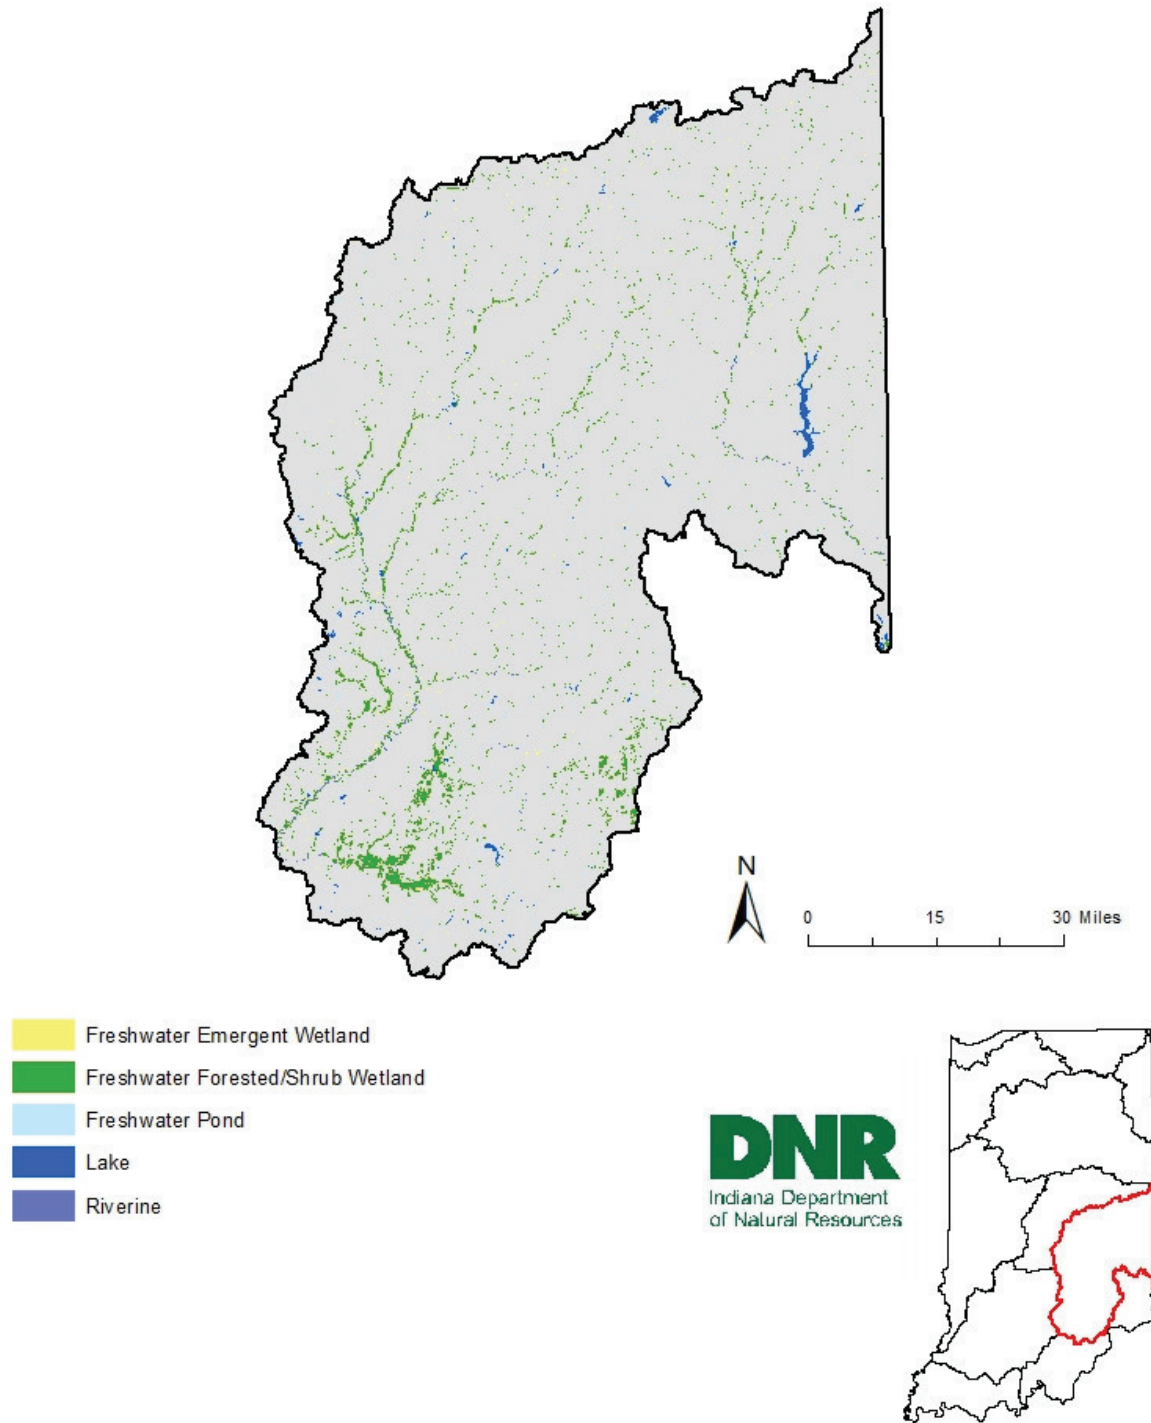 N
0 15 30 Miles
Freshwater Emergent Wetland
Freshwater Forested/Shrub Wetland
Freshwater Pond
Lake
Riverine
DNR
Indiana Department
of Natural Resources